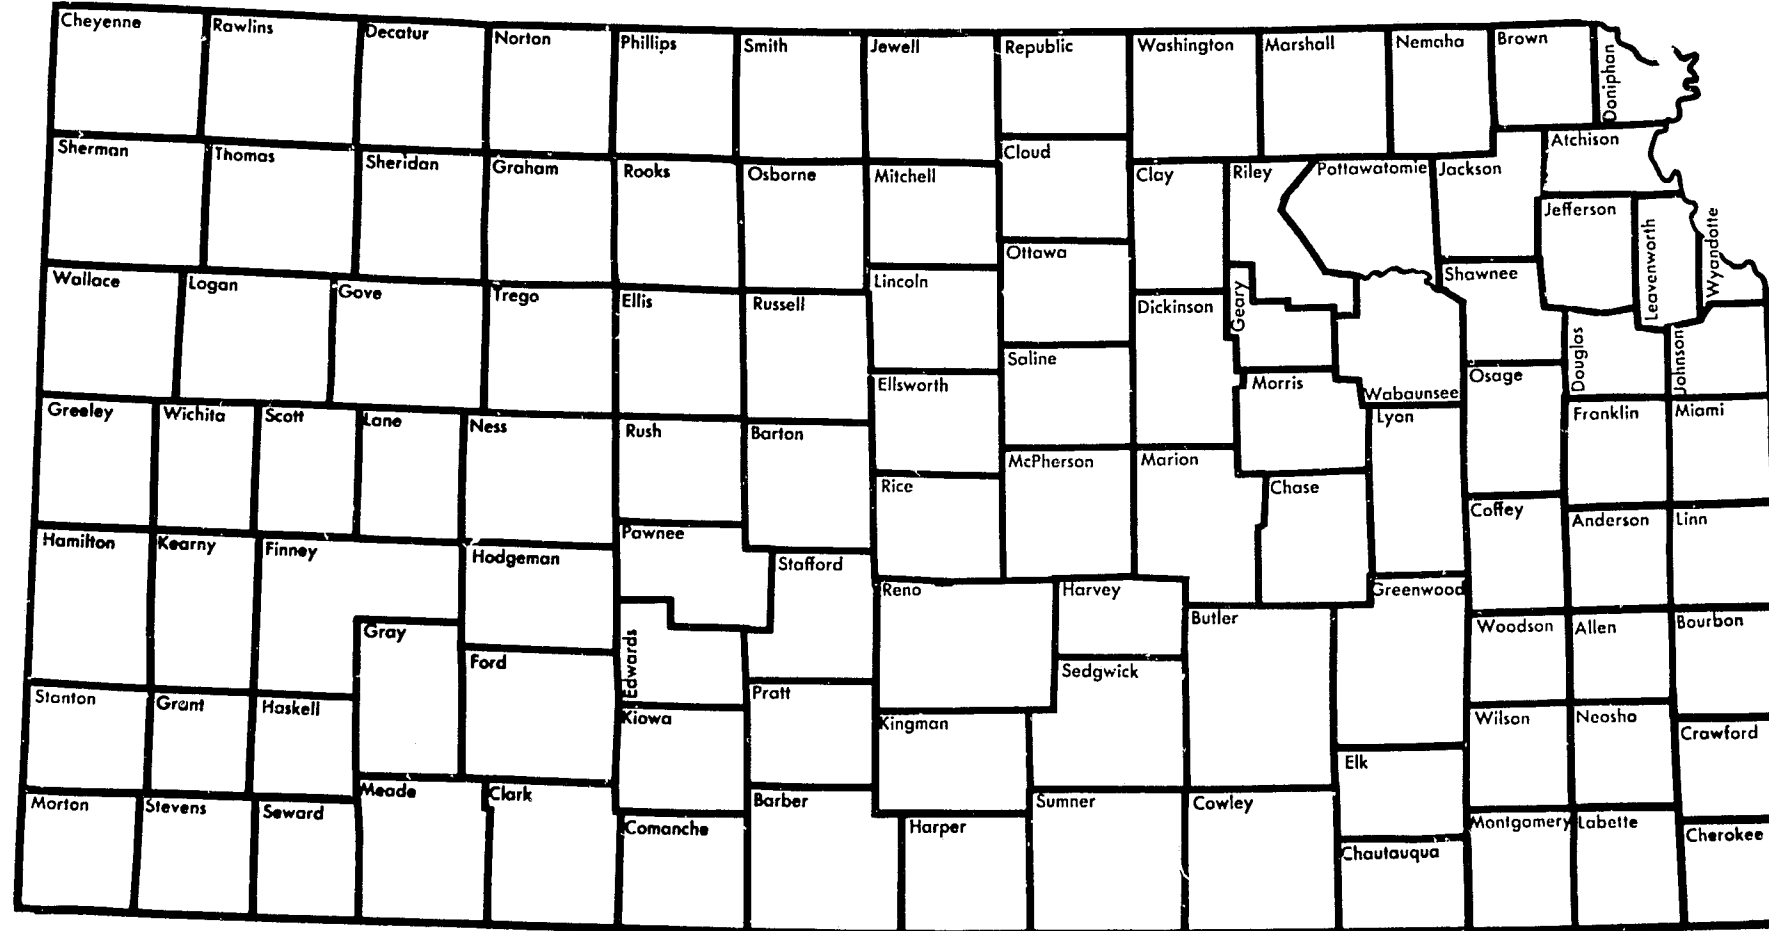 Cheyenne
Rawlins
Decatur
Norton
Phillips
Smith
Jewell
Republic
Washington
Marshall
Nemaha
Brown
Doniphan
Sherman
Thomas
Sheridan
Graham
Rooks
Osborne
Mitchell
Cloud
Clay
Riley
Pottawatomie
Jackson
Atchison
Jefferson
Leavenworth
Wyandotte
Wallace
Logan
Gove
Trego
Ellis
Russell
Lincoln
Ottawa
Dickinson
Geary
Shawnee
Douglas
Johnson
Ellsworth
Saline
Morris
Wabaunsee
Osage
Franklin
Miami
Greeley
Wichita
Scott
Lane
Ness
Rush
Barton
Rice
McPherson
Marion
Chase
Lyon
Coffey
Anderson
Linn
Hamilton
Kearny
Finney
Hodgeman
Pawnee
Stafford
Reno
Harvey
Butler
Greenwood
Woodson
Allen
Bourbon
Gray
Ford
Edwards
Sedgwick
Stanton
Grant
Haskell
Kiowa
Pratt
Kingman
Elk
Wilson
Neosho
Crawford
Morton
Stevens
Seward
Meade
Clark
Comanche
Barber
Harper
Sumner
Cowley
Chautauqua
Montgomery
Labette
Cherokee